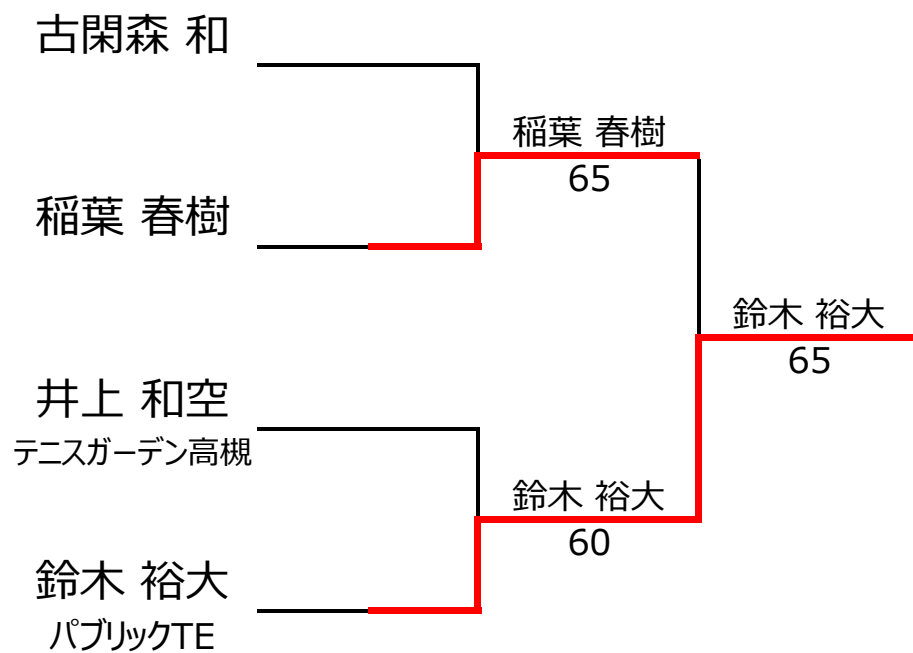 古閑森 和
稲葉 春樹
65
稲葉 春樹
鈴木 裕大
65
井上 和空
テニスガーデン高槻
鈴木 裕大
60
鈴木 裕大
パブリックTE